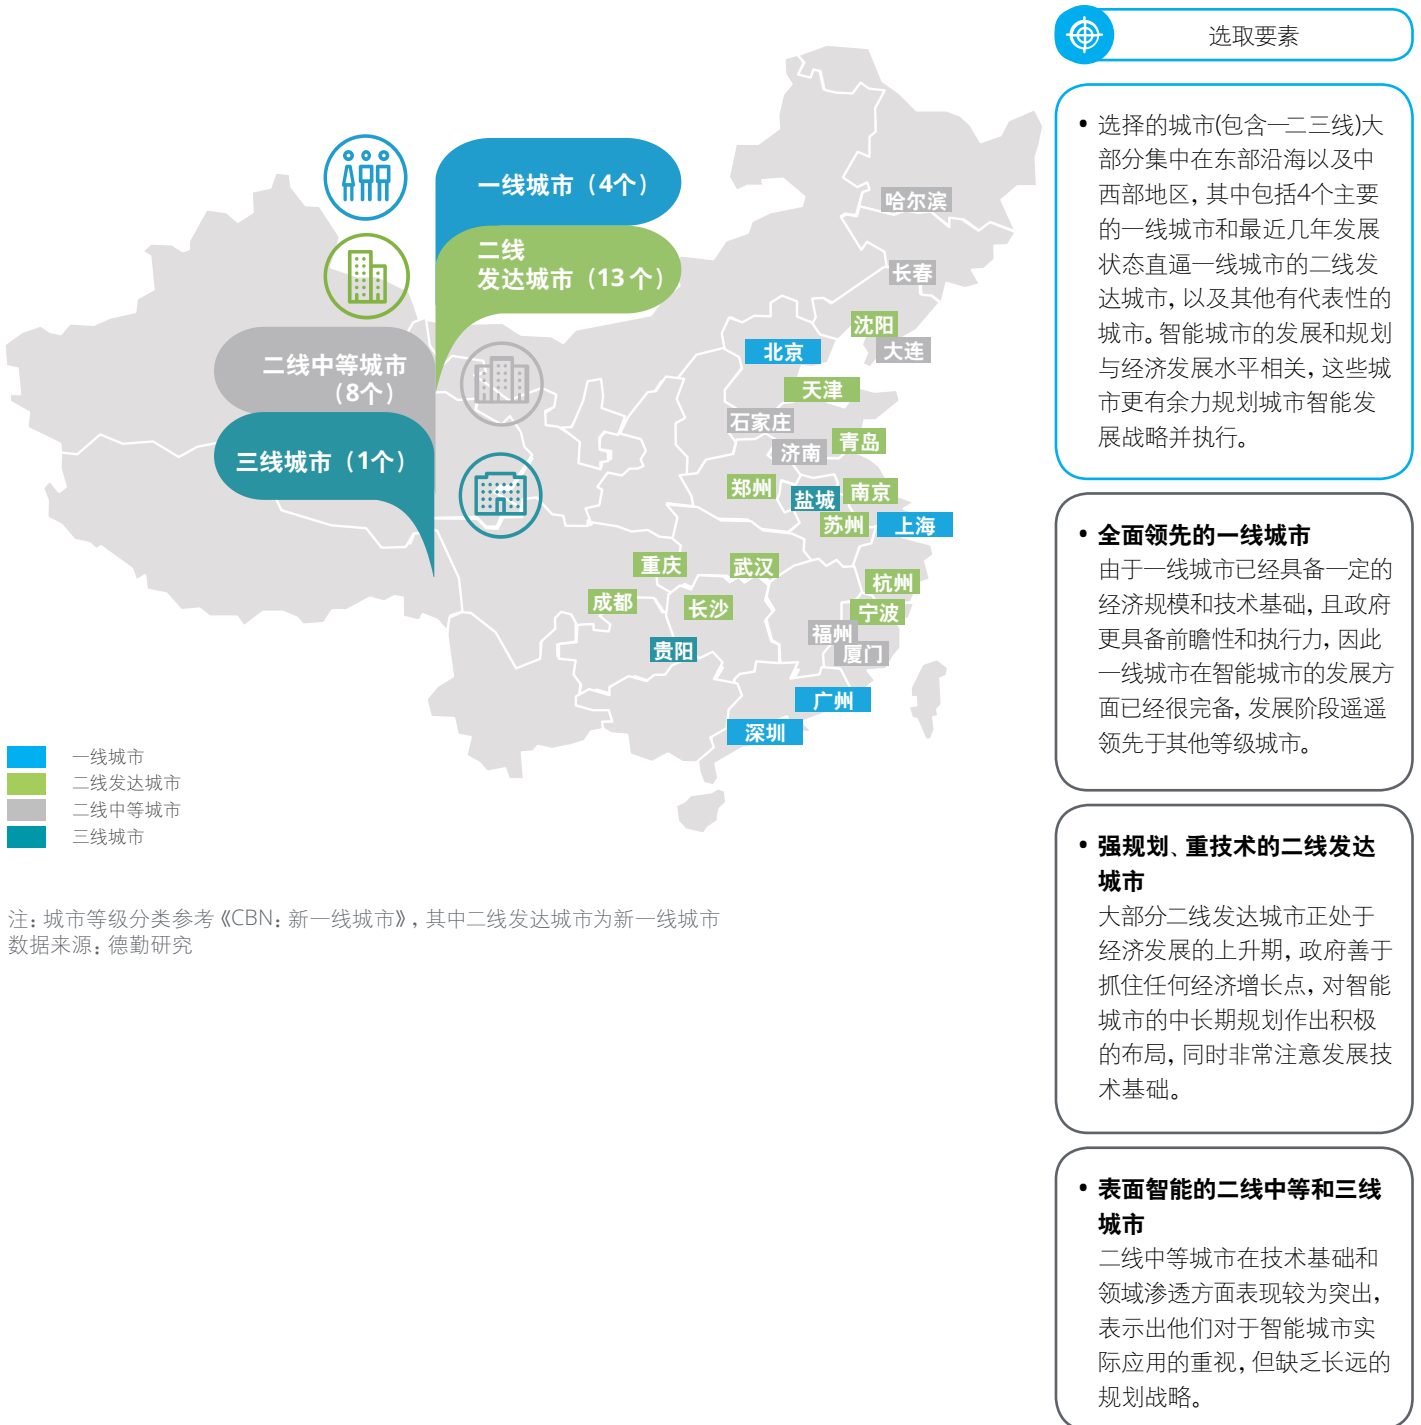 一线城市（4个）
二线
发达城市（13 个）
二线中等城市
（8个）
三线城市（1个）
哈尔滨
长春
沈阳
大连
北京
天津
石家庄
青岛
济南
郑州
盐城
南京
苏州
上海
重庆
武汉
杭州
成都
长沙
宁波
福州
贵阳
厦门
广州
深圳
一线城市
二线发达城市
二线中等城市
三线城市
注：城市等级分类参考《CBN：新一线城市》，其中二线发达城市为新一线城市
数据来源：德勤研究
选取要素
• 选择的城市(包含一二三线)大
部分集中在东部沿海以及中
西部地区，其中包括4个主要
的一线城市和最近几年发展
状态直逼一线城市的二线发
达城市，以及其他有代表性的
城市。智能城市的发展和规划
与经济发展水平相关，这些城
市更有余力规划城市智能发
展战略并执行。
• 全面领先的一线城市
由于一线城市已经具备一定的
经济规模和技术基础，且政府
更具备前瞻性和执行力，因此
一线城市在智能城市的发展方
面已经很完备，发展阶段遥遥
领先于其他等级城市。
• 强规划、重技术的二线发达
城市
大部分二线发达城市正处于
经济发展的上升期，政府善于
抓住任何经济增长点，对智能
城市的中长期规划作出积极
的布局，同时非常注意发展技
术基础。
• 表面智能的二线中等和三线
城市
二线中等城市在技术基础和
领域渗透方面表现较为突出，
表示出他们对于智能城市实
际应用的重视，但缺乏长远的
规划战略。